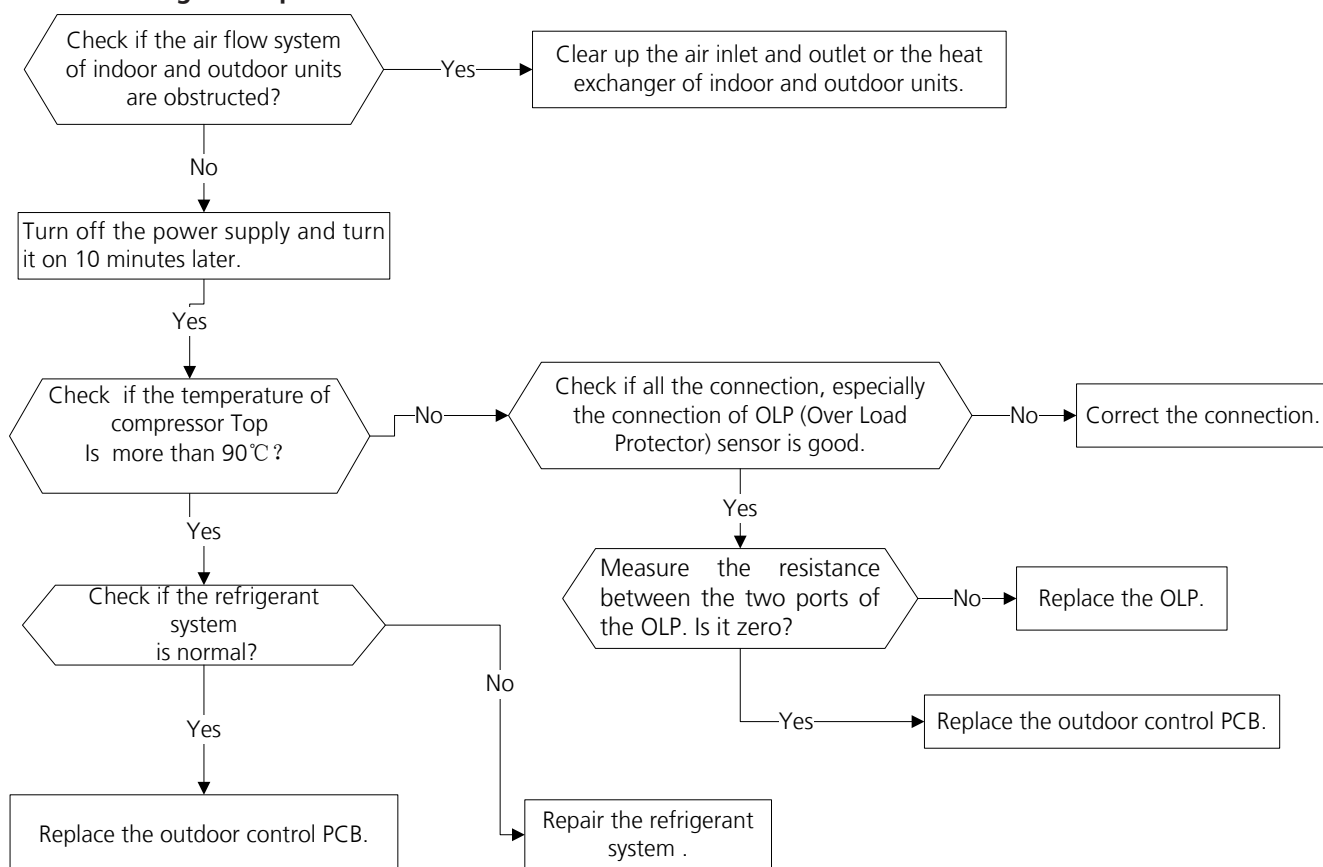 Check if the air flow system
of indoor and outdoor units
are obstructed?
Yes
Clear up the air inlet and outlet or the heat
exchanger of indoor and outdoor units.
No
Turn off the power supply and turn
it on 10 minutes later.
Yes
Check if the temperature of
compressor Top
Is more than 90℃?
No
Check if all the connection, especially
the connection of OLP (Over Load
Protector) sensor is good.
No
Correct the connection.
Yes
Yes
Measure the resistance
between the two ports of
the OLP. Is it zero?
No
Replace the OLP.
Check if the refrigerant
system
is normal?
No
Yes
Yes
Replace the outdoor control PCB.
Replace the outdoor control PCB.
Repair the refrigerant
system .